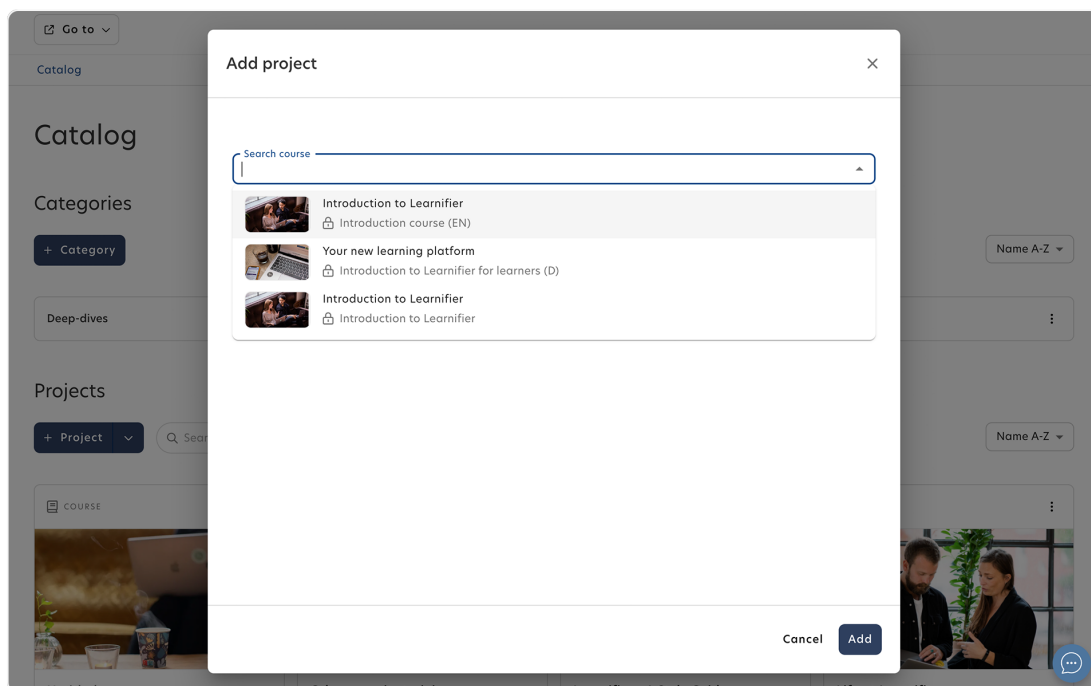 Go to
Add project
Catalog
Catalog
Search course
Categories
Introduction to Learnifier
Introduction course (EN)
+ Category
Your new learning platform
Name A-Z
Introduction to Learnifier for learners (D)
Introduction to Learnifier
Deep-dives
Introduction to Learnifier
Projects
+ Project
Sear
Name A-Z
COURSE
Cancel
Add